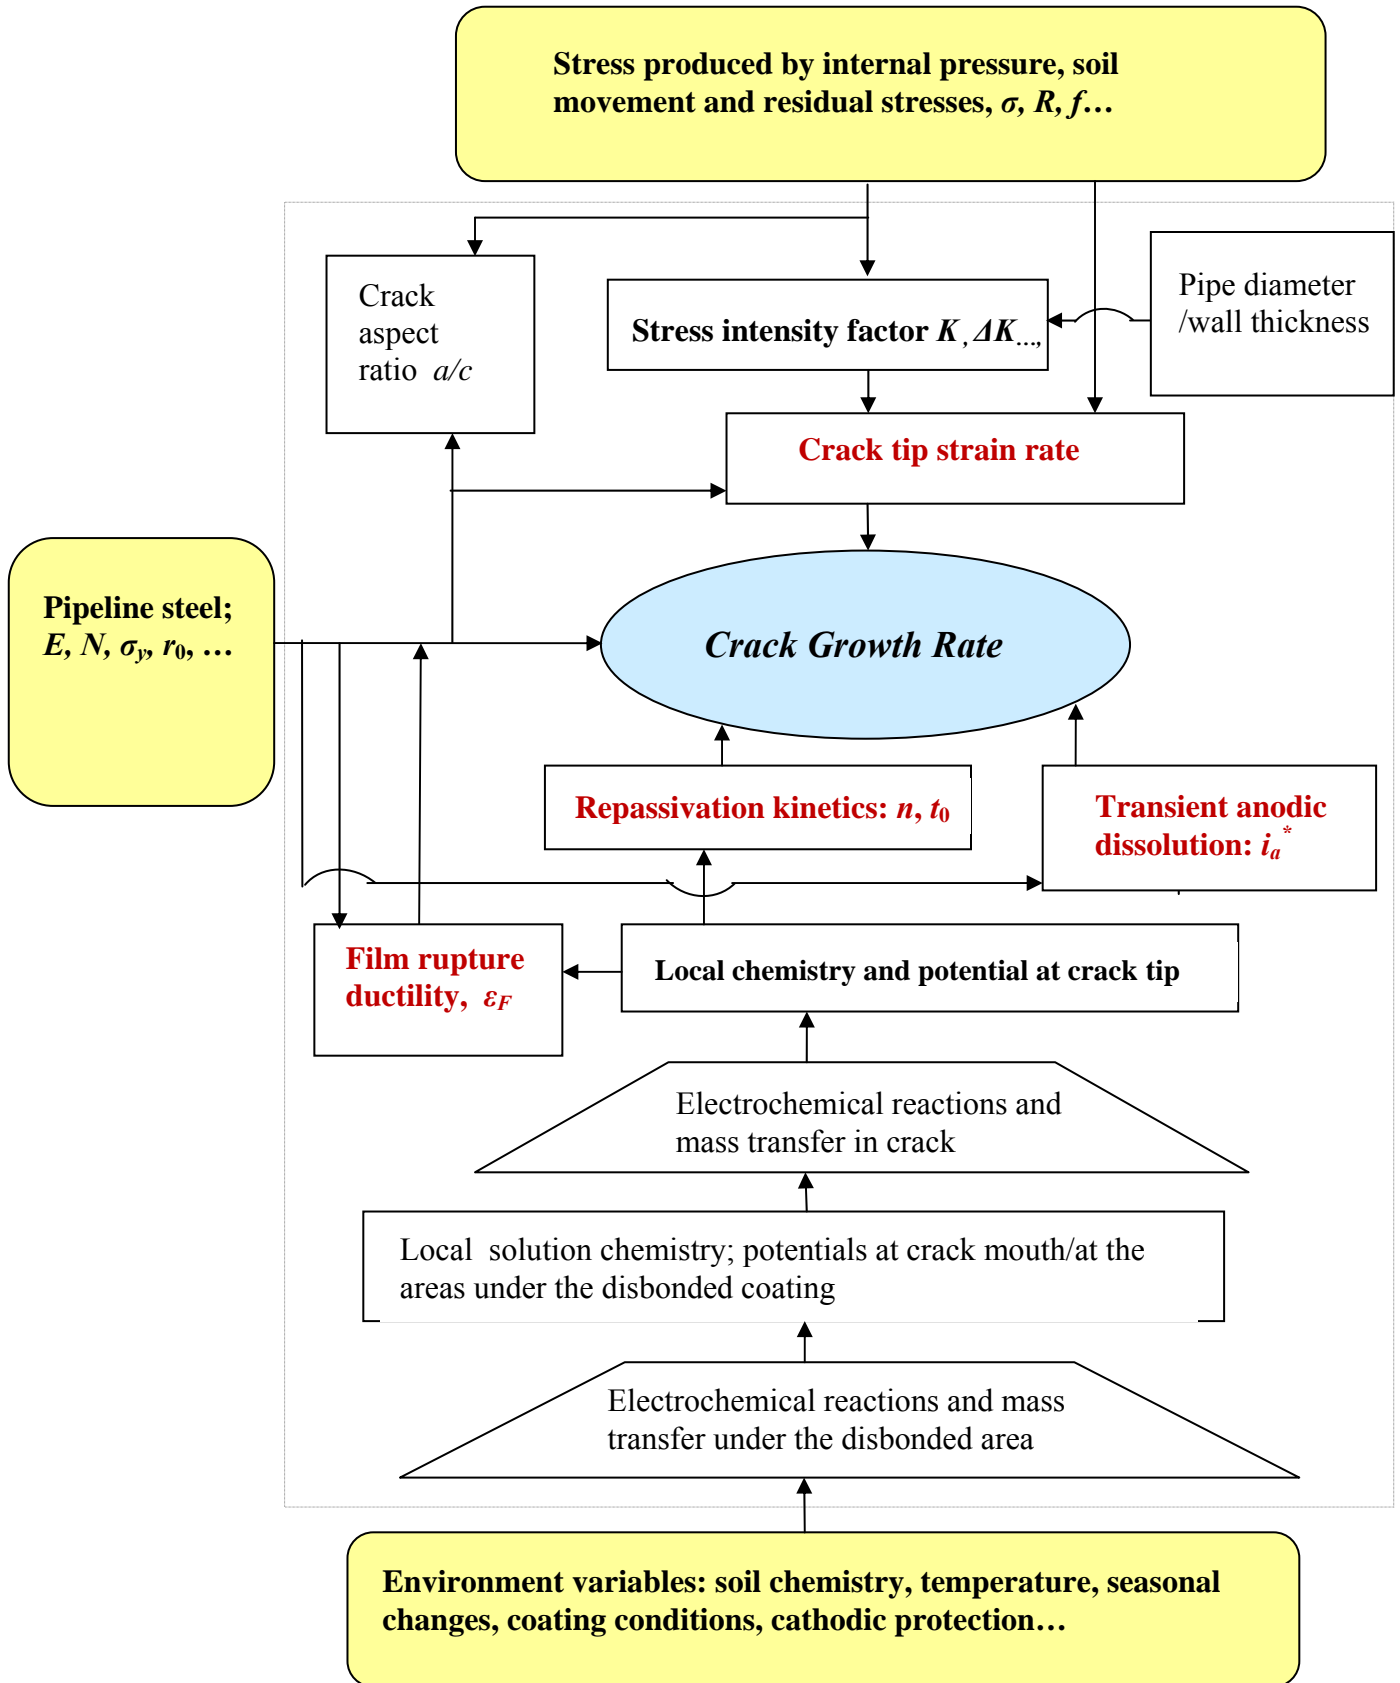 Stress produced by internal pressure, soil
movement and residual stresses, σ, R, f…
Crack
aspect
ratio a/c
Stress intensity factor K , ΔK…,
Pipe diameter
/wall thickness
Crack tip strain rate
Pipeline steel;
E, N, σy, r0, …
Crack Growth Rate
Repassivation kinetics: n, t0
Transient anodic
dissolution: ia*
Film rupture
ductility, εF
Local chemistry and potential at crack tip
Electrochemical reactions and
mass transfer in crack
Local solution chemistry; potentials at crack mouth/at the
areas under the disbonded coating
Electrochemical reactions and mass
transfer under the disbonded area
Environment variables: soil chemistry, temperature, seasonal
changes, coating conditions, cathodic protection…